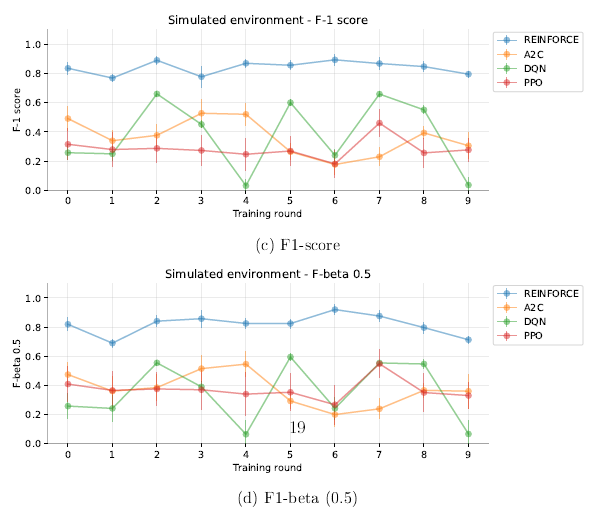 Simulated environment - F-1 score
REINFORCE
A2C
DQN
PPO
F-1 score
1.0
0.8
0.6
0.4
0.2
0.0
0 1 2 3 4 5 6 7 8 9
Training round
(c) F1-score
Simulated environment - F-beta 0.5
REINFORCE
A2C
DQN
PPO
F-beta 0.5
1.0
0.8
0.6
0.4
0.2
0.0
19
0 1 2 3 4 5 6 7 8 9
Training round
(d) F1-beta (0.5)